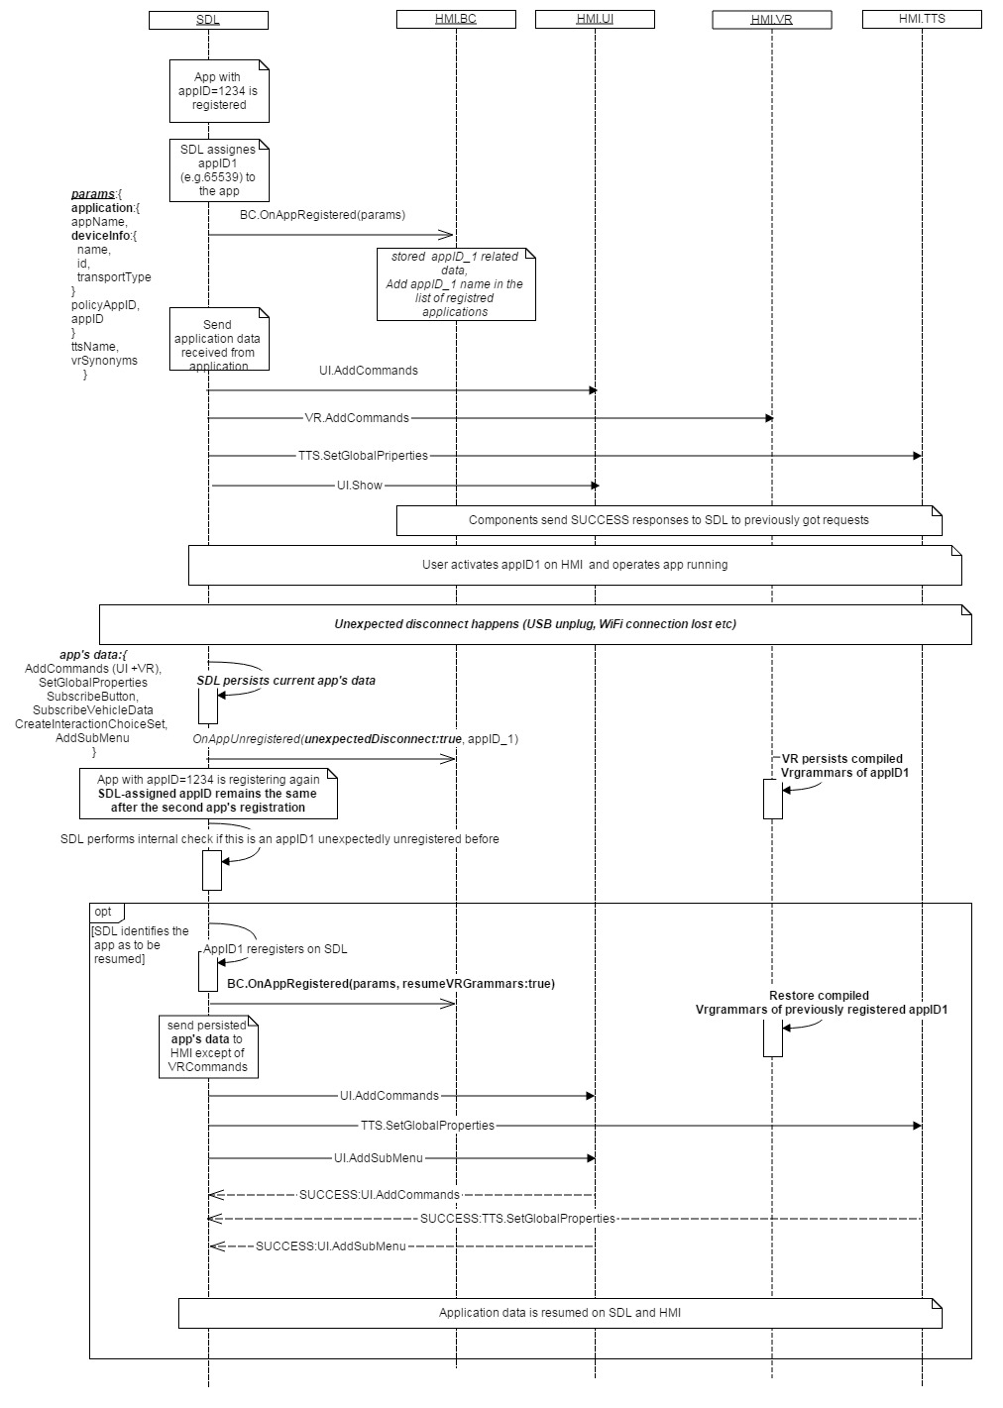 SDL
HMI.BC
HMI.UI
HMI.VR
HMI.TTS
App with
appID=1234 is
registered
SDL assignes
appID1
(e.g.65539) to
the app
params:{
application:{
appName,
deviceInfo:{
name,
id,
transportType
}
policyAppID,
appID
}
ttsName,
vrSynonyms
}
BC.OnAppRegistered(params)
stored appID_1 related
data,
Add appID_1 name in the
list of registred
applications
Send
application data
received from
application
UI.AddCommands
VR.AddCommands
TTS.SetGlobalPriperties
UI.Show
Components send SUCCESS responses to SDL to previously got requests
User activates appID1 on HMI and operates app running
Unexpected disconnect happens (USB unplug, WiFi connection lost etc)
app's data:{
AddCommands (UI +VR),
SetGlobalProperties
SubscribeButton,
SubscribeVehicleData
CreateInteractionChoiceSet,
AddSubMenu
}
SDL persists current app's data
OnAppUnregistered(unexpectedDisconnect:true, appID_1)
VR persists compiled
Vrgrammars of appID1
App with appID=1234 is registering again
SDL-assigned appID remains the same
after the second app's registration
SDL performs internal check if this is an appID1 unexpectedly unregistered before
opt
[SDL identifies the
app as to be
resumed]
AppID1 reregisters on SDL
BC.OnAppRegistered(params, resumeVRGrammars:true)
Restore compiled
Vrgrammars of previously registered appID1
send persisted
app's data to
HMI except of
VRCommands
UI.AddCommands
TTS.SetGlobalProperties
UI.AddSubMenu
SUCCESS:UI.AddCommands
SUCCESS:TTS.SetGlobalProperties
SUCCESS:UI.AddSubMenu
Application data is resumed on SDL and HMI